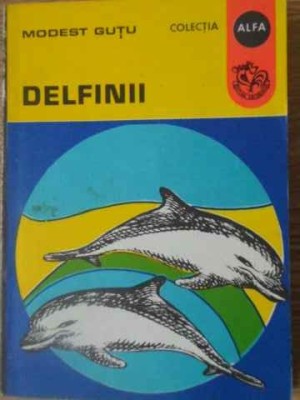 MODEST GUȚU
COLECȚIA
ALFA
DELFINII